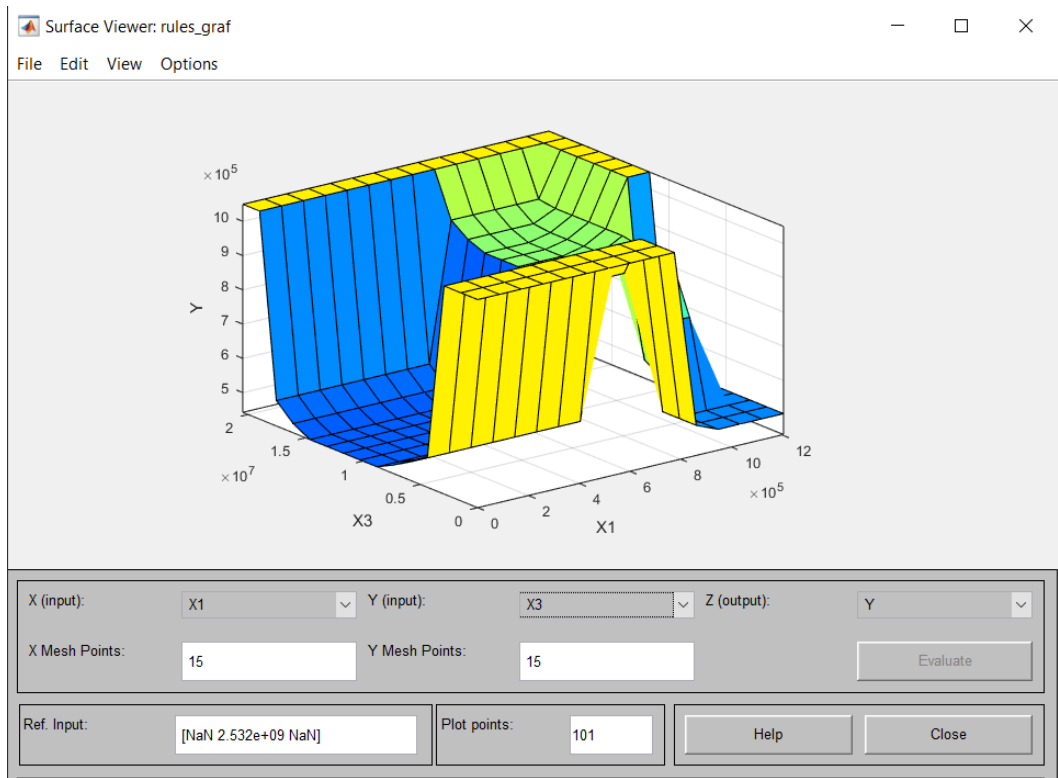 Surface Viewer: rules_graf
File Edit View Options
× 10^5
10
9
8
7
6
5
Y
2
1.5
1
0.5
0
× 10^7
X3
0
2
4
6
8
10
12
× 10^5
X1
X (input): X1 Y (input): X3 Z (output): Y
X Mesh Points: 15 Y Mesh Points: 15 Evaluate
Ref. Input: [NaN 2.532e+09 NaN] Plot points: 101 Help Close